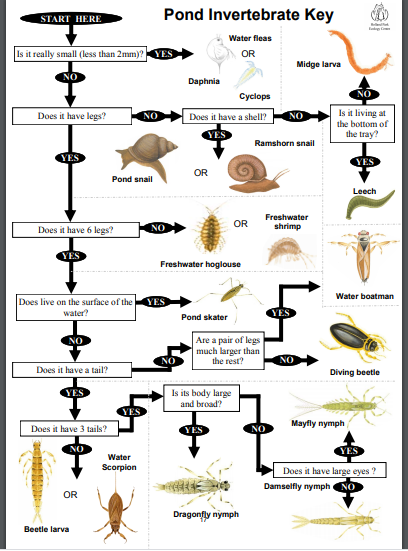 START HERE
Pond Invertebrate Key
Holland Park
Ecology Centre
Is it really small (less than 2mm)?
YES
Water fleas
OR
Daphnia
Cyclops
Midge larva
NO
NO
Does it have legs?
NO
Does it have a shell?
NO
Is it living at
the bottom of
the tray?
YES
YES
YES
Ramshorn snail
Pond snail
OR
Leech
Does it have 6 legs?
NO
OR
Freshwater
shrimp
Freshwater hoglouse
YES
Water boatman
Does live on the surface of the
water?
YES
Pond skater
YES
NO
Are a pair of legs
much larger than
the rest?
NO
NO
Does it have a tail?
Diving beetle
YES
YES
Is its body large
and broad?
Does it have 3 tails?
YES
NO
Mayfly nymph
NO
Water
Scorpion
YES
OR
Does it have large eyes ?
Damselfly nymph
NO
Beetle larva
Dragonfly nymph
17